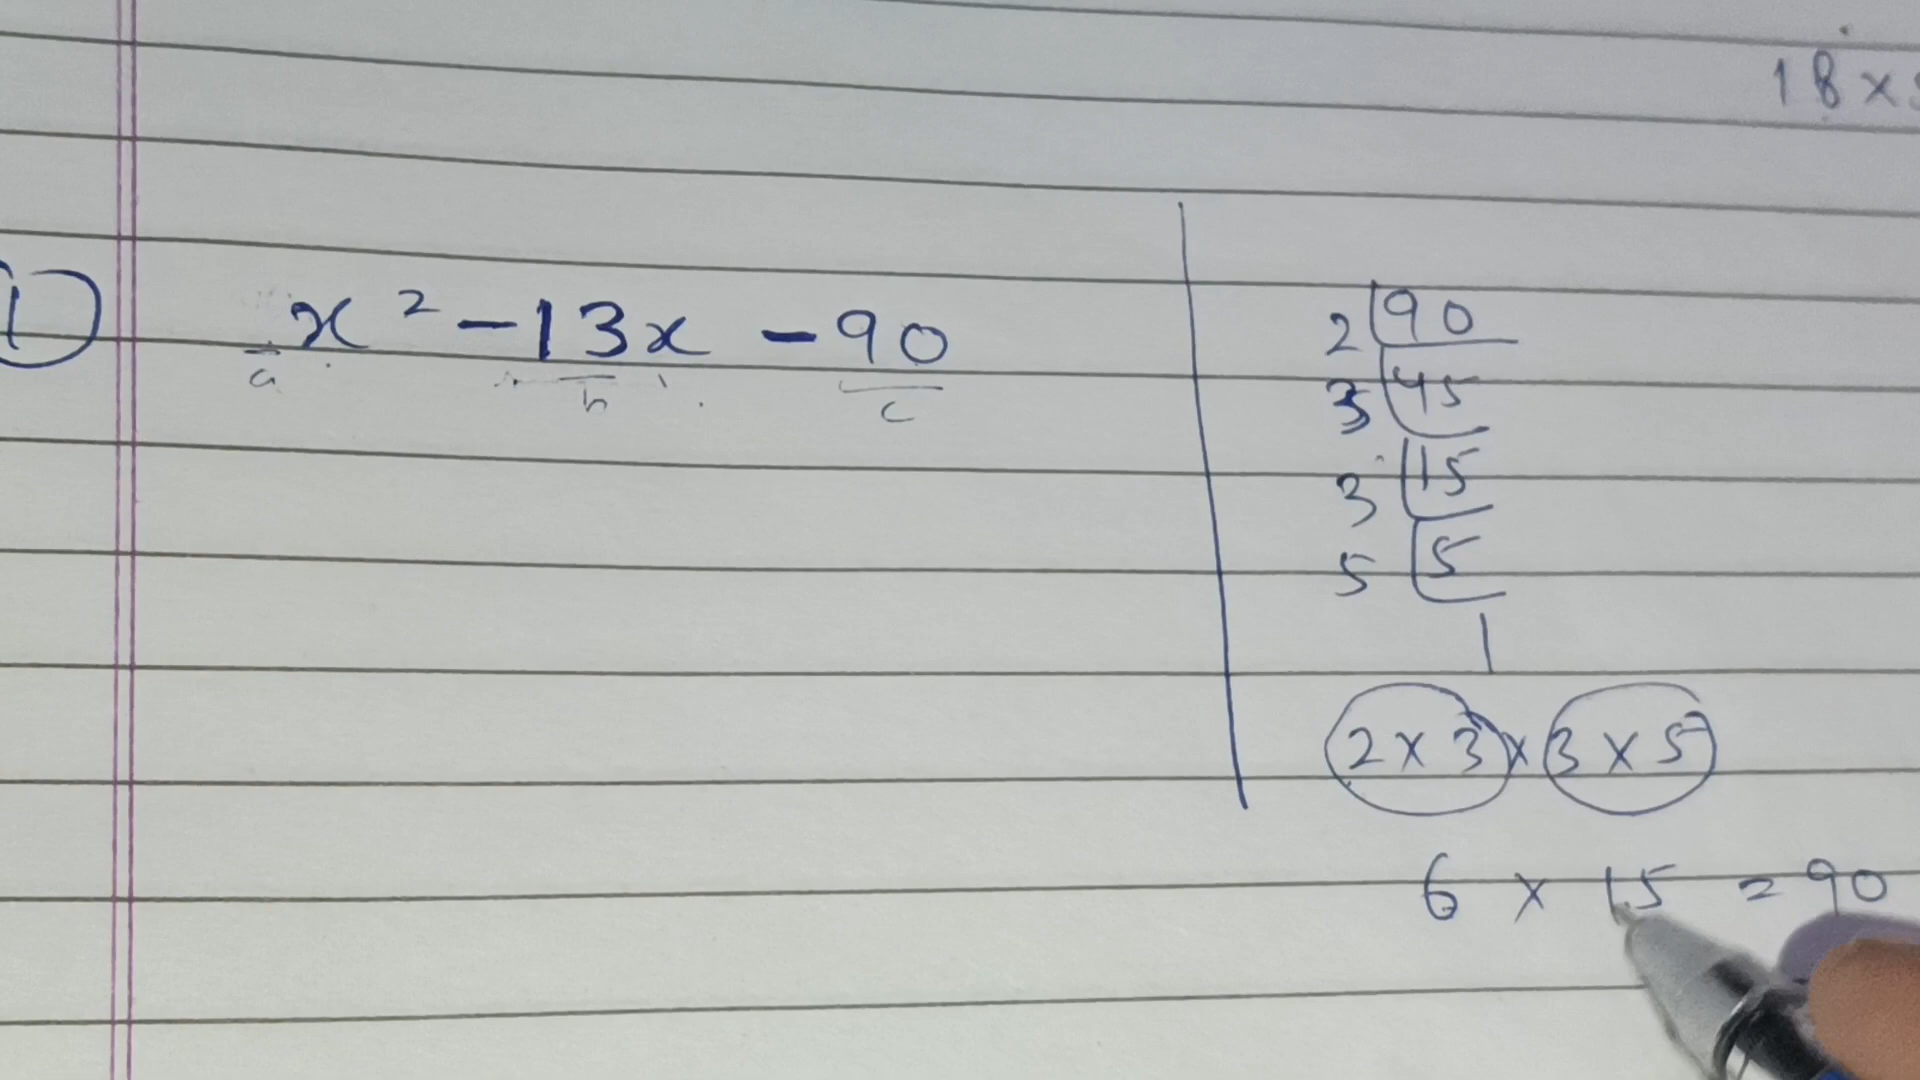 18 x
1
x² - 13x - 90
a b c
2 90
3 45
3 15
5 5
1
2 x 3 x 3 x 5
6 x 15 = 90